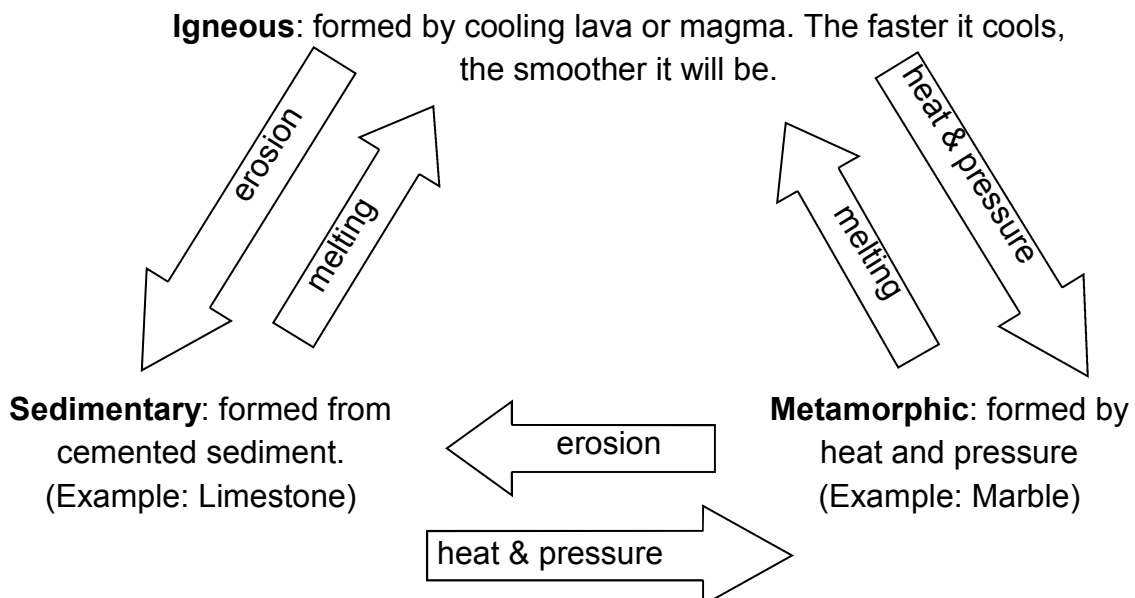 Igneous: formed by cooling lava or magma. The faster it cools,
the smoother it will be.
erosion
melting
melting
heat & pressure
Sedimentary: formed from
cemented sediment.
(Example: Limestone)
erosion
heat & pressure
Metamorphic: formed by
heat and pressure
(Example: Marble)